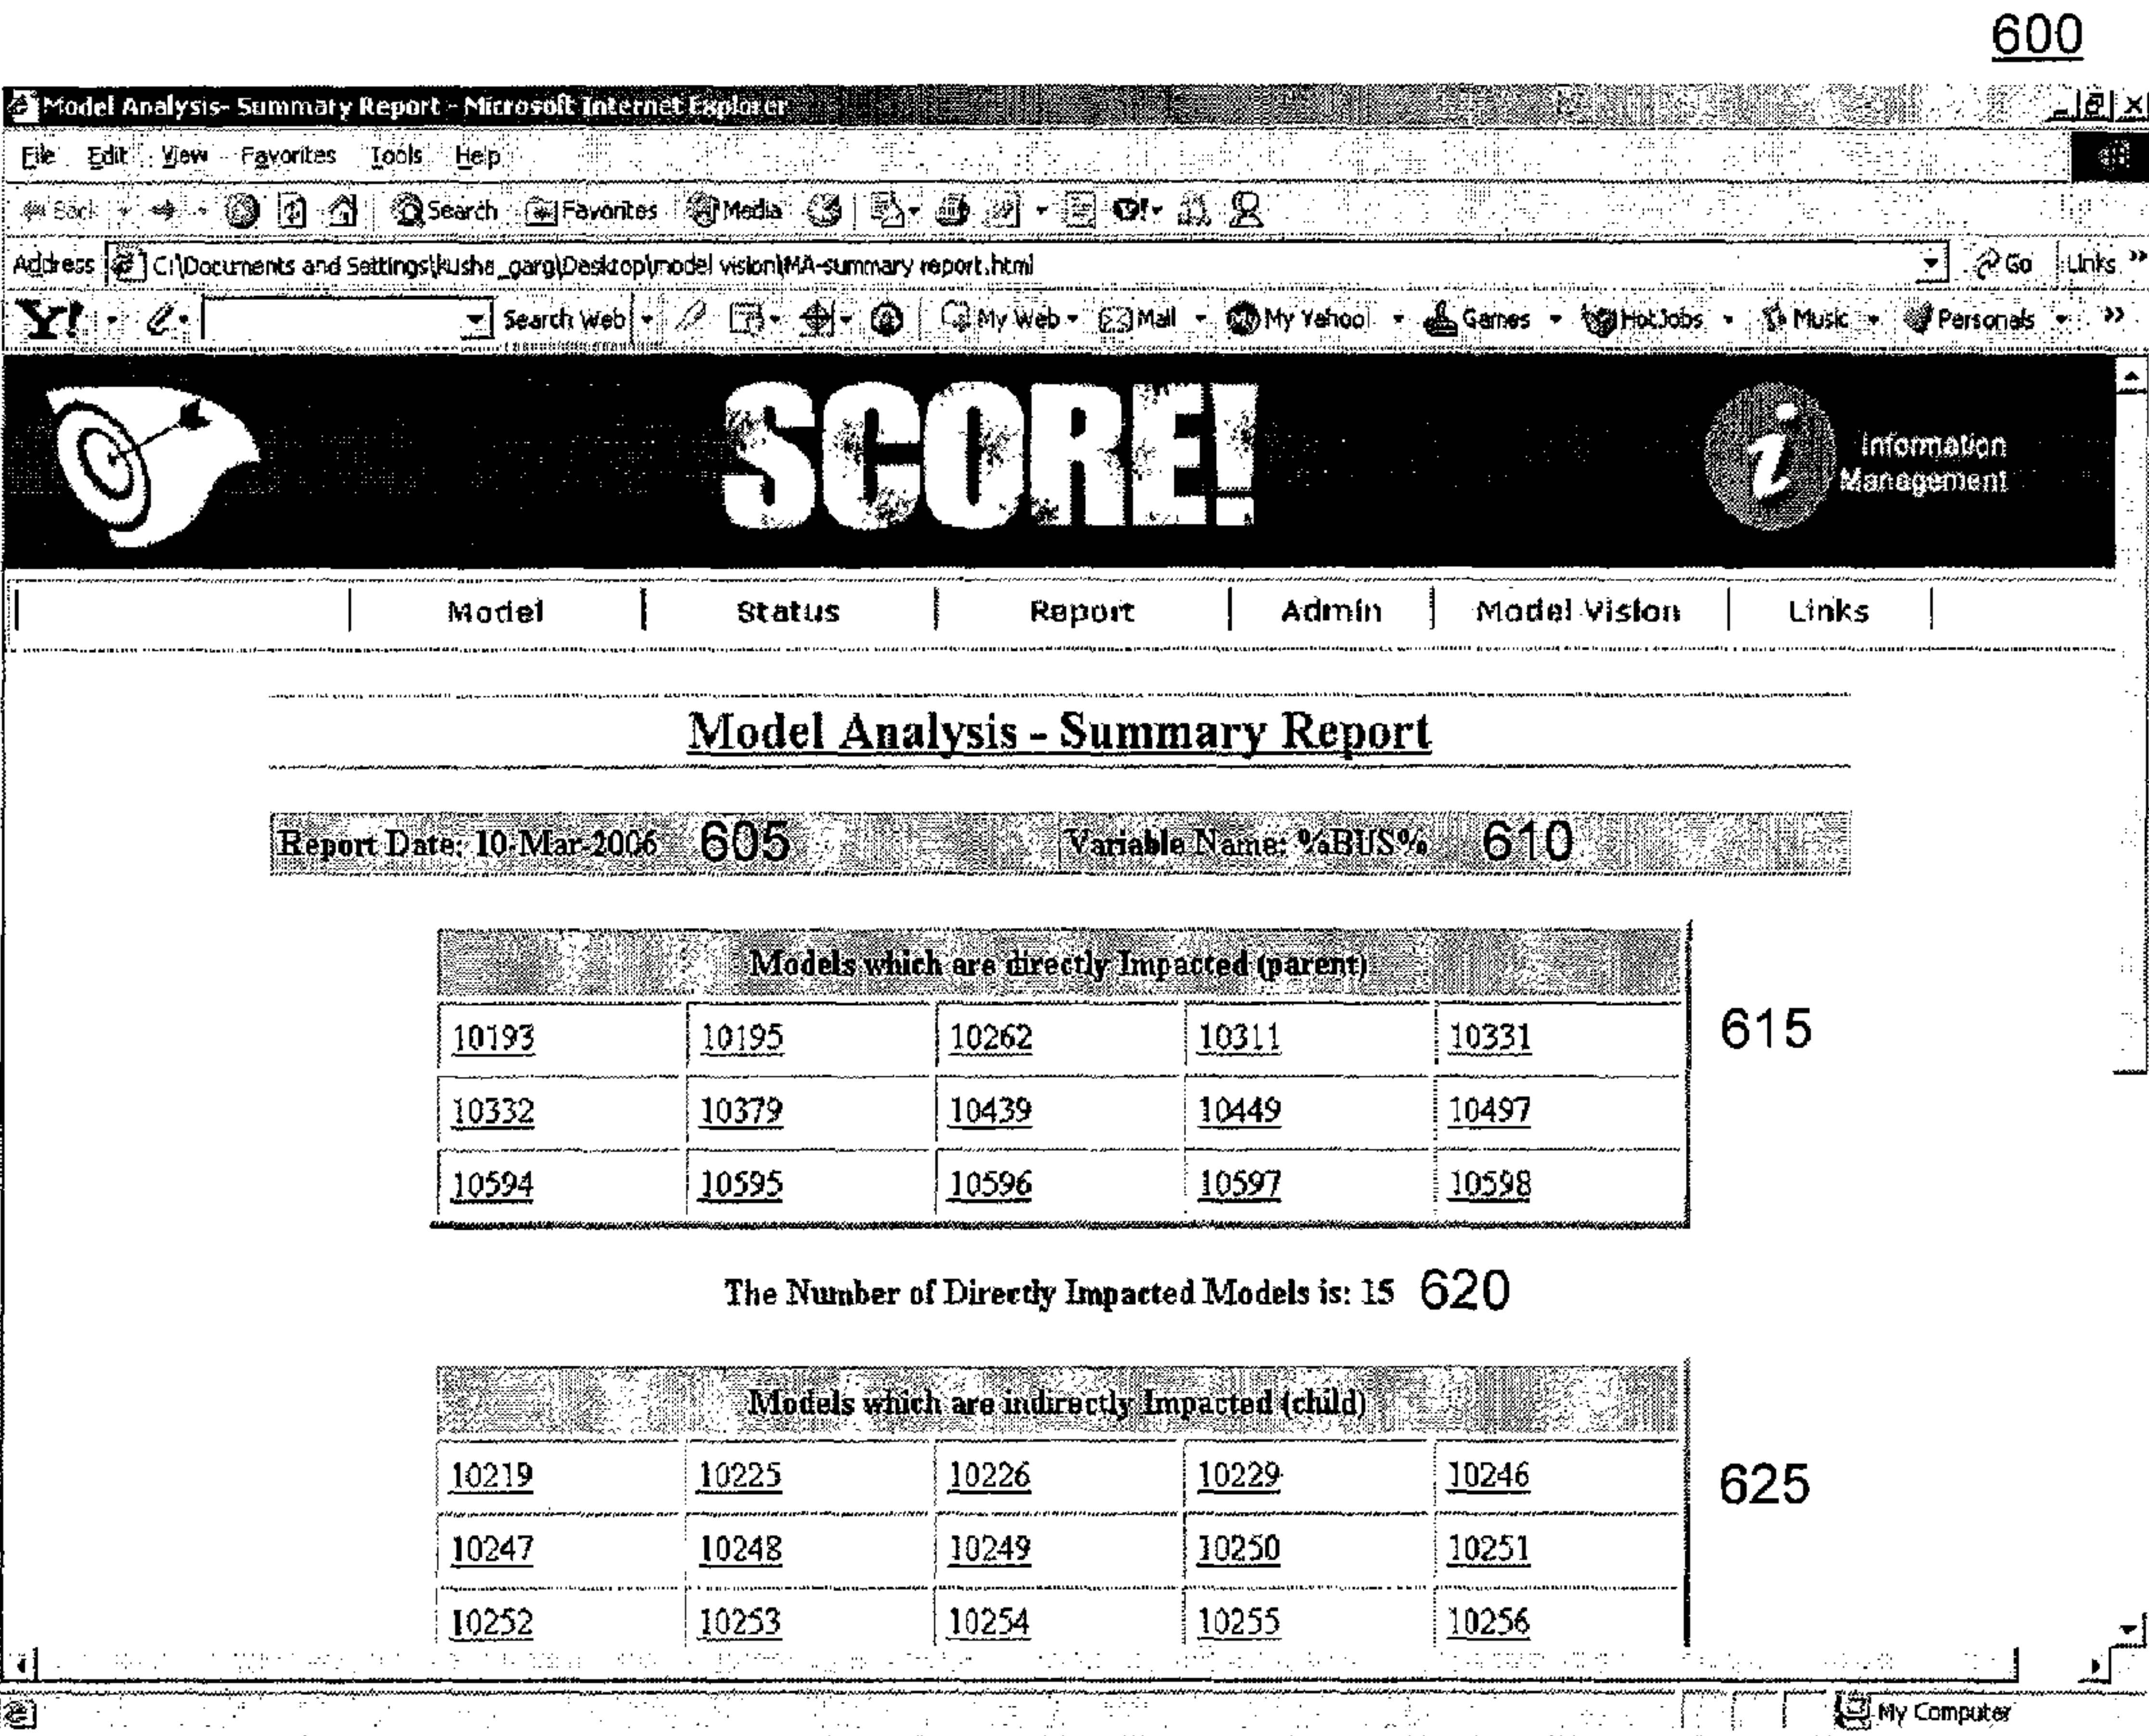 600
Model Analysis- Summary Report - Microsoft Internet Explorer
File Edit View Favorites Tools Help
Back Search Favorites Media
Address C:\Documents and Settings\kusha_garg\Desktop\model vision\MA-summary report.html Go Links »
Y! Search Web My Web Mail My Yahoo! Games HotJobs Music Personals »
SCORE!
i Information
Management
Model Status Report Admin Model Vision Links
Model Analysis - Summary Report
Report Date: 10-Mar-2006 605 Variable Name: %BUS% 610
Models which are directly Impacted (parent)
10193 10195 10262 10311 10331 615
10332 10379 10439 10449 10497
10594 10595 10596 10597 10598
The Number of Directly Impacted Models is: 15 620
Models which are indirectly Impacted (child)
10219 10225 10226 10229 10246 625
10247 10248 10249 10250 10251
10252 10253 10254 10255 10256
My Computer